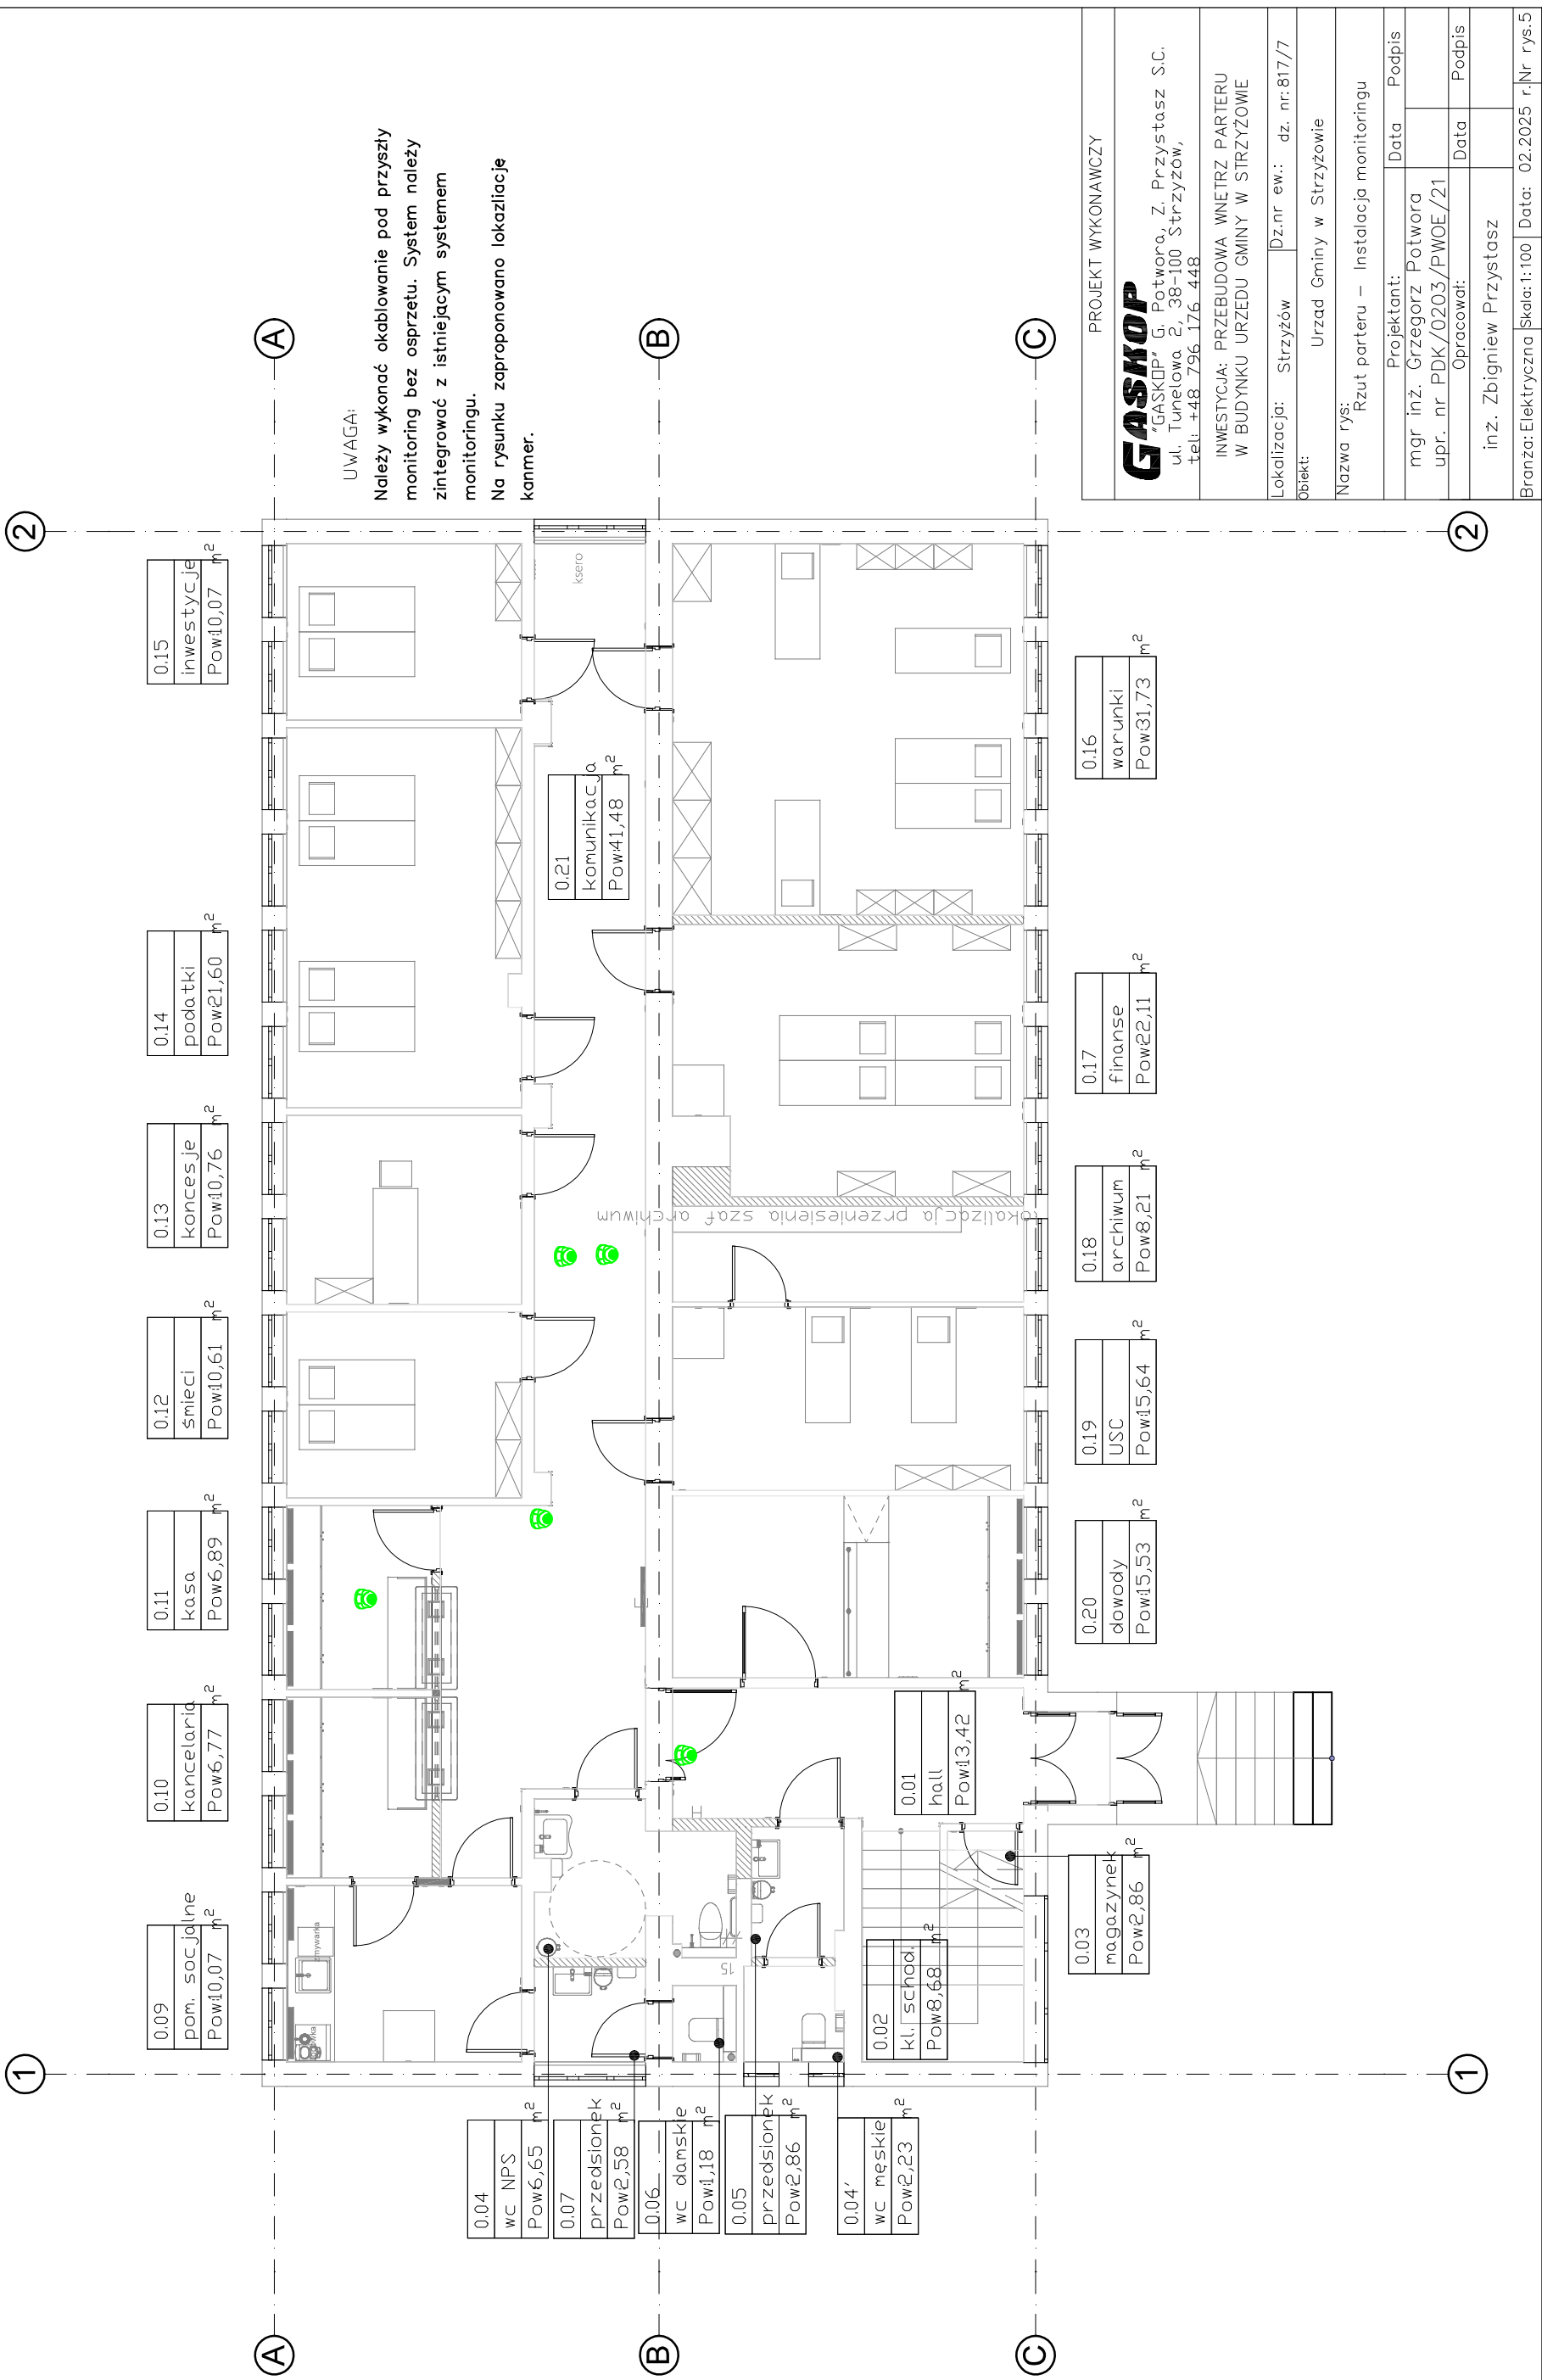 1
2
A
B
C
A
B
C
1
2
0.09
pom. socjalne
Pow:10,07 m²
0.10
kancelaria
Pow:6,77 m²
0.11
kasa
Pow:6,89 m²
0.12
śmieci
Pow:10,61 m²
0.13
koncesje
Pow:10,76 m²
0.14
podatki
Pow:21,60 m²
0.15
inwestycje
Pow:10,07 m²
UWAGA:
Należy wykonać okablowanie pod przyszły
monitoring bez osprzętu. System należy
zintegrować z istniejącym systemem
monitoringu.
Na rysunku zaproponowano lokazliację
kanmer.
zmywarka
ksero
0.21
komunikacja
Pow:41,48 m²
lokalizacja przeniesienia szaf archiwum
H
15
0.04
wc NPS
Pow:6,65 m²
0.07
przedsionek
Pow:2,58 m²
0.06
wc damskie
Pow:1,18 m²
0.05
przedsionek
Pow:2,86 m²
0.04'
wc męskie
Pow:2,23 m²
0.02
kl. schod.
Pow:8,68 m²
0.01
hall
Pow:13,42 m²
0.03
magazynek
Pow:2,86 m²
0.20
dowody
Pow:15,53 m²
0.19
USC
Pow:15,64 m²
0.18
archiwum
Pow:8,21 m²
0.17
finanse
Pow:22,11 m²
0.16
warunki
Pow:31,73 m²
PROJEKT WYKONAWCZY
GASKOP
"GASKOP" G. Potwora, Z. Przystasz S.C.
ul. Tunelowa 2, 38-100 Strzyżów,
tel: +48 796 176 448
INWESTYCJA: PRZEBUDOWA WNĘTRZ PARTERU
W BUDYNKU URZEDU GMINY W STRZYŻOWIE
Lokalizacja: Strzyżów Dz.nr ew.: dz. nr: 817/7
Obiekt:
Urząd Gminy w Strzyżowie
Nazwa rys:
Rzut parteru – Instalacja monitoringu
Projektant: Data Podpis
mgr inż. Grzegorz Potwora
upr. nr PDK/0203/PWOE/21
Opracował: Data Podpis
inż. Zbigniew Przystasz
Branża: Elektryczna Skala: 1:100 Data: 02.2025 r. Nr rys.5